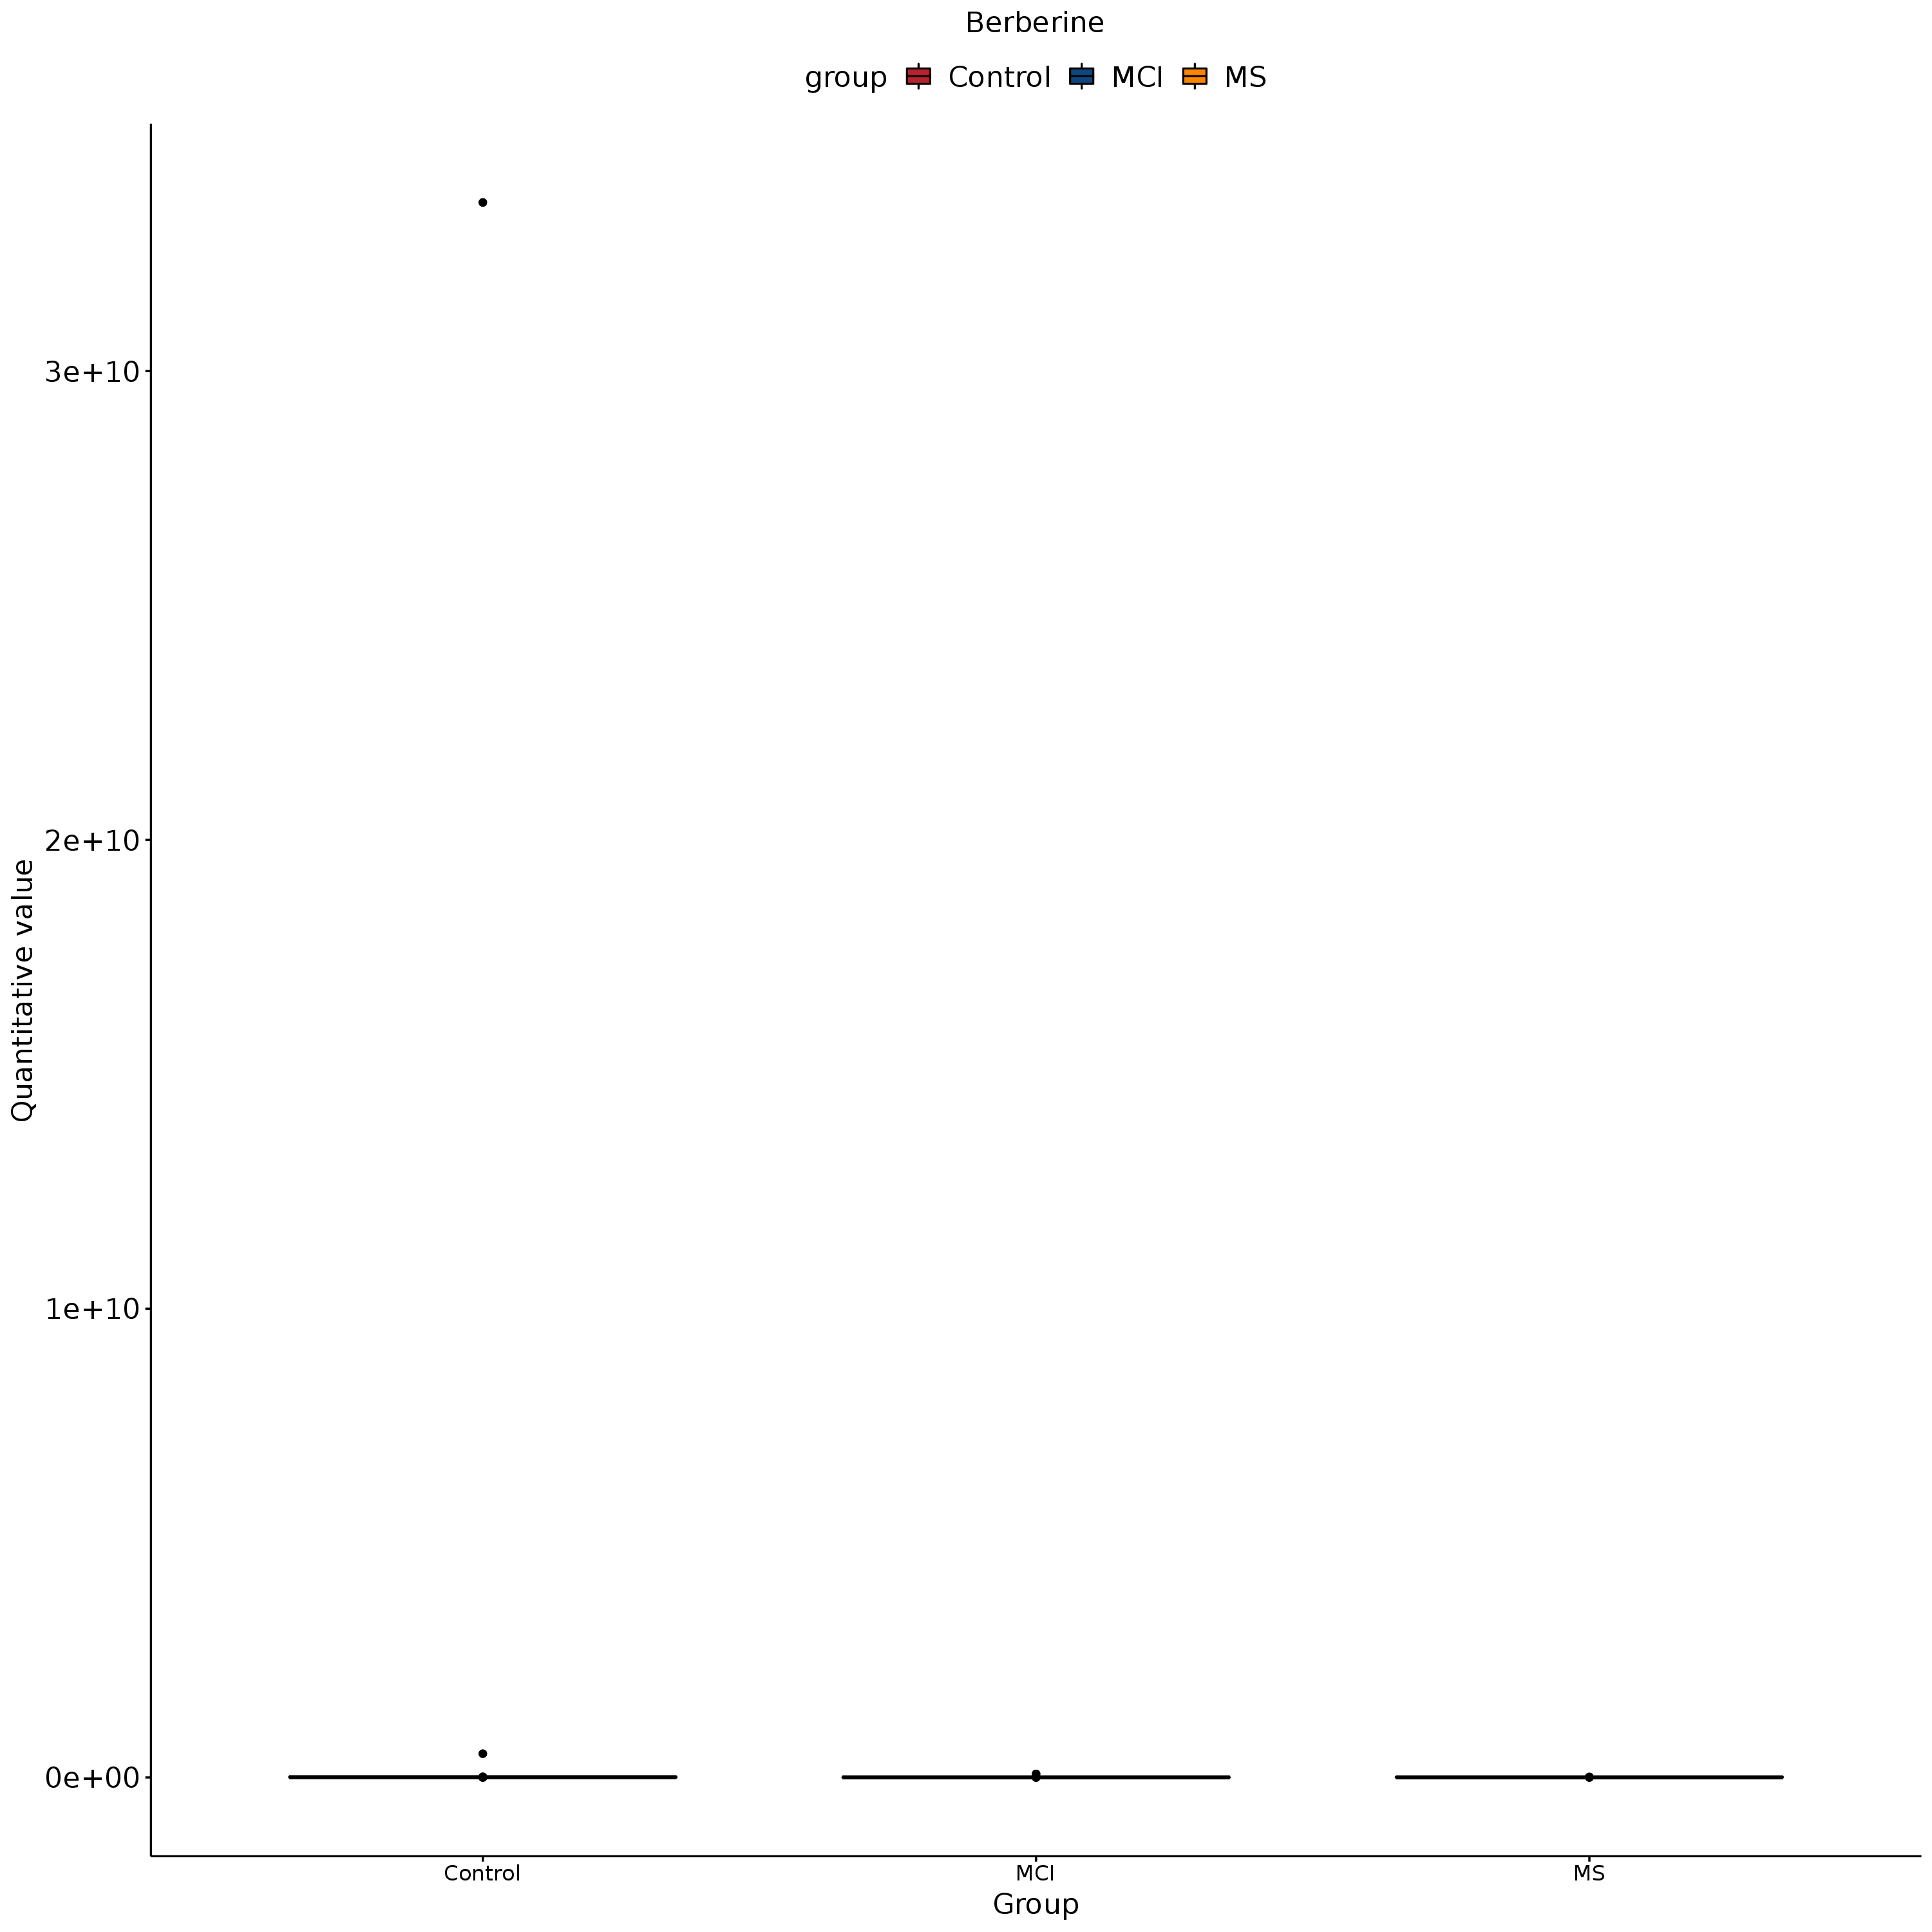 Berberine
group Control MCI MS
3e+10
2e+10
1e+10
0e+00
Quantitative value
Control MCI MS
Group